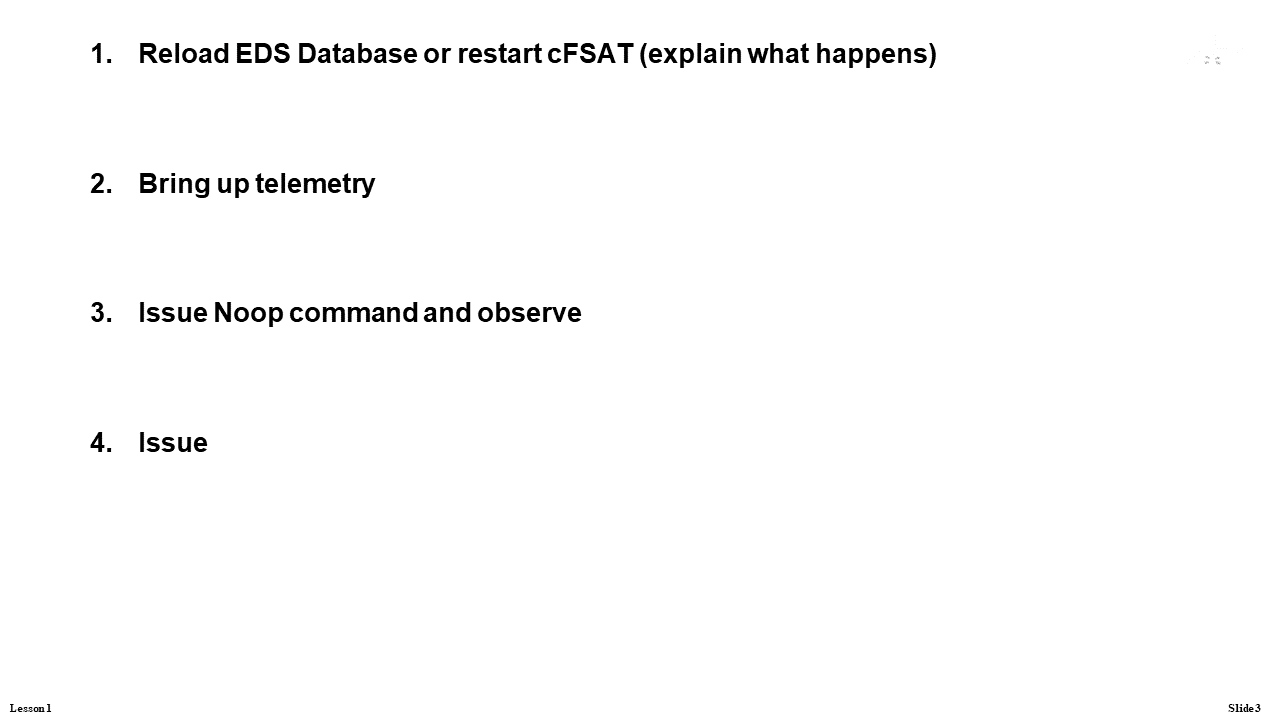 1. Reload EDS Database or restart cFSAT (explain what happens)
2. Bring up telemetry
3. Issue Noop command and observe
4. Issue
Lesson 1
Slide 3